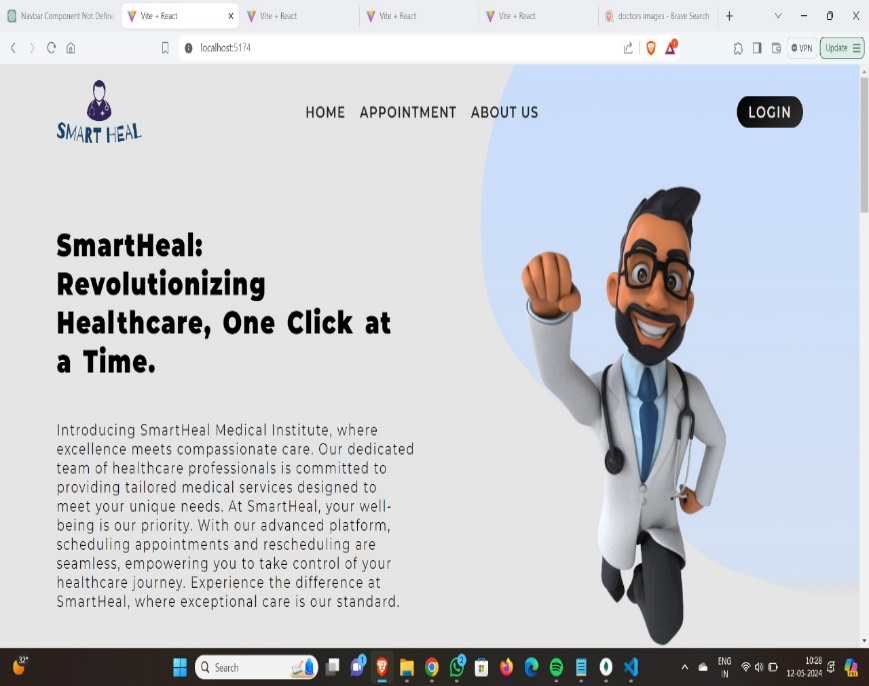 Navbar Component Not Define
Vite + React
Vite + React
Vite + React
Vite + React
doctors images - Brave Search
localhost:5174
VPN
Update
SMART HEAL
HOME APPOINTMENT ABOUT US
LOGIN
SmartHeal:
Revolutionizing
Healthcare, One Click at
a Time.
Introducing SmartHeal Medical Institute, where
excellence meets compassionate care. Our dedicated
team of healthcare professionals is committed to
providing tailored medical services designed to
meet your unique needs. At SmartHeal, your well-
being is our priority. With our advanced platform,
scheduling appointments and rescheduling are
seamless, empowering you to take control of your
healthcare journey. Experience the difference at
SmartHeal, where exceptional care is our standard.
32°
Search
ENG
IN
10:28
12-05-2024